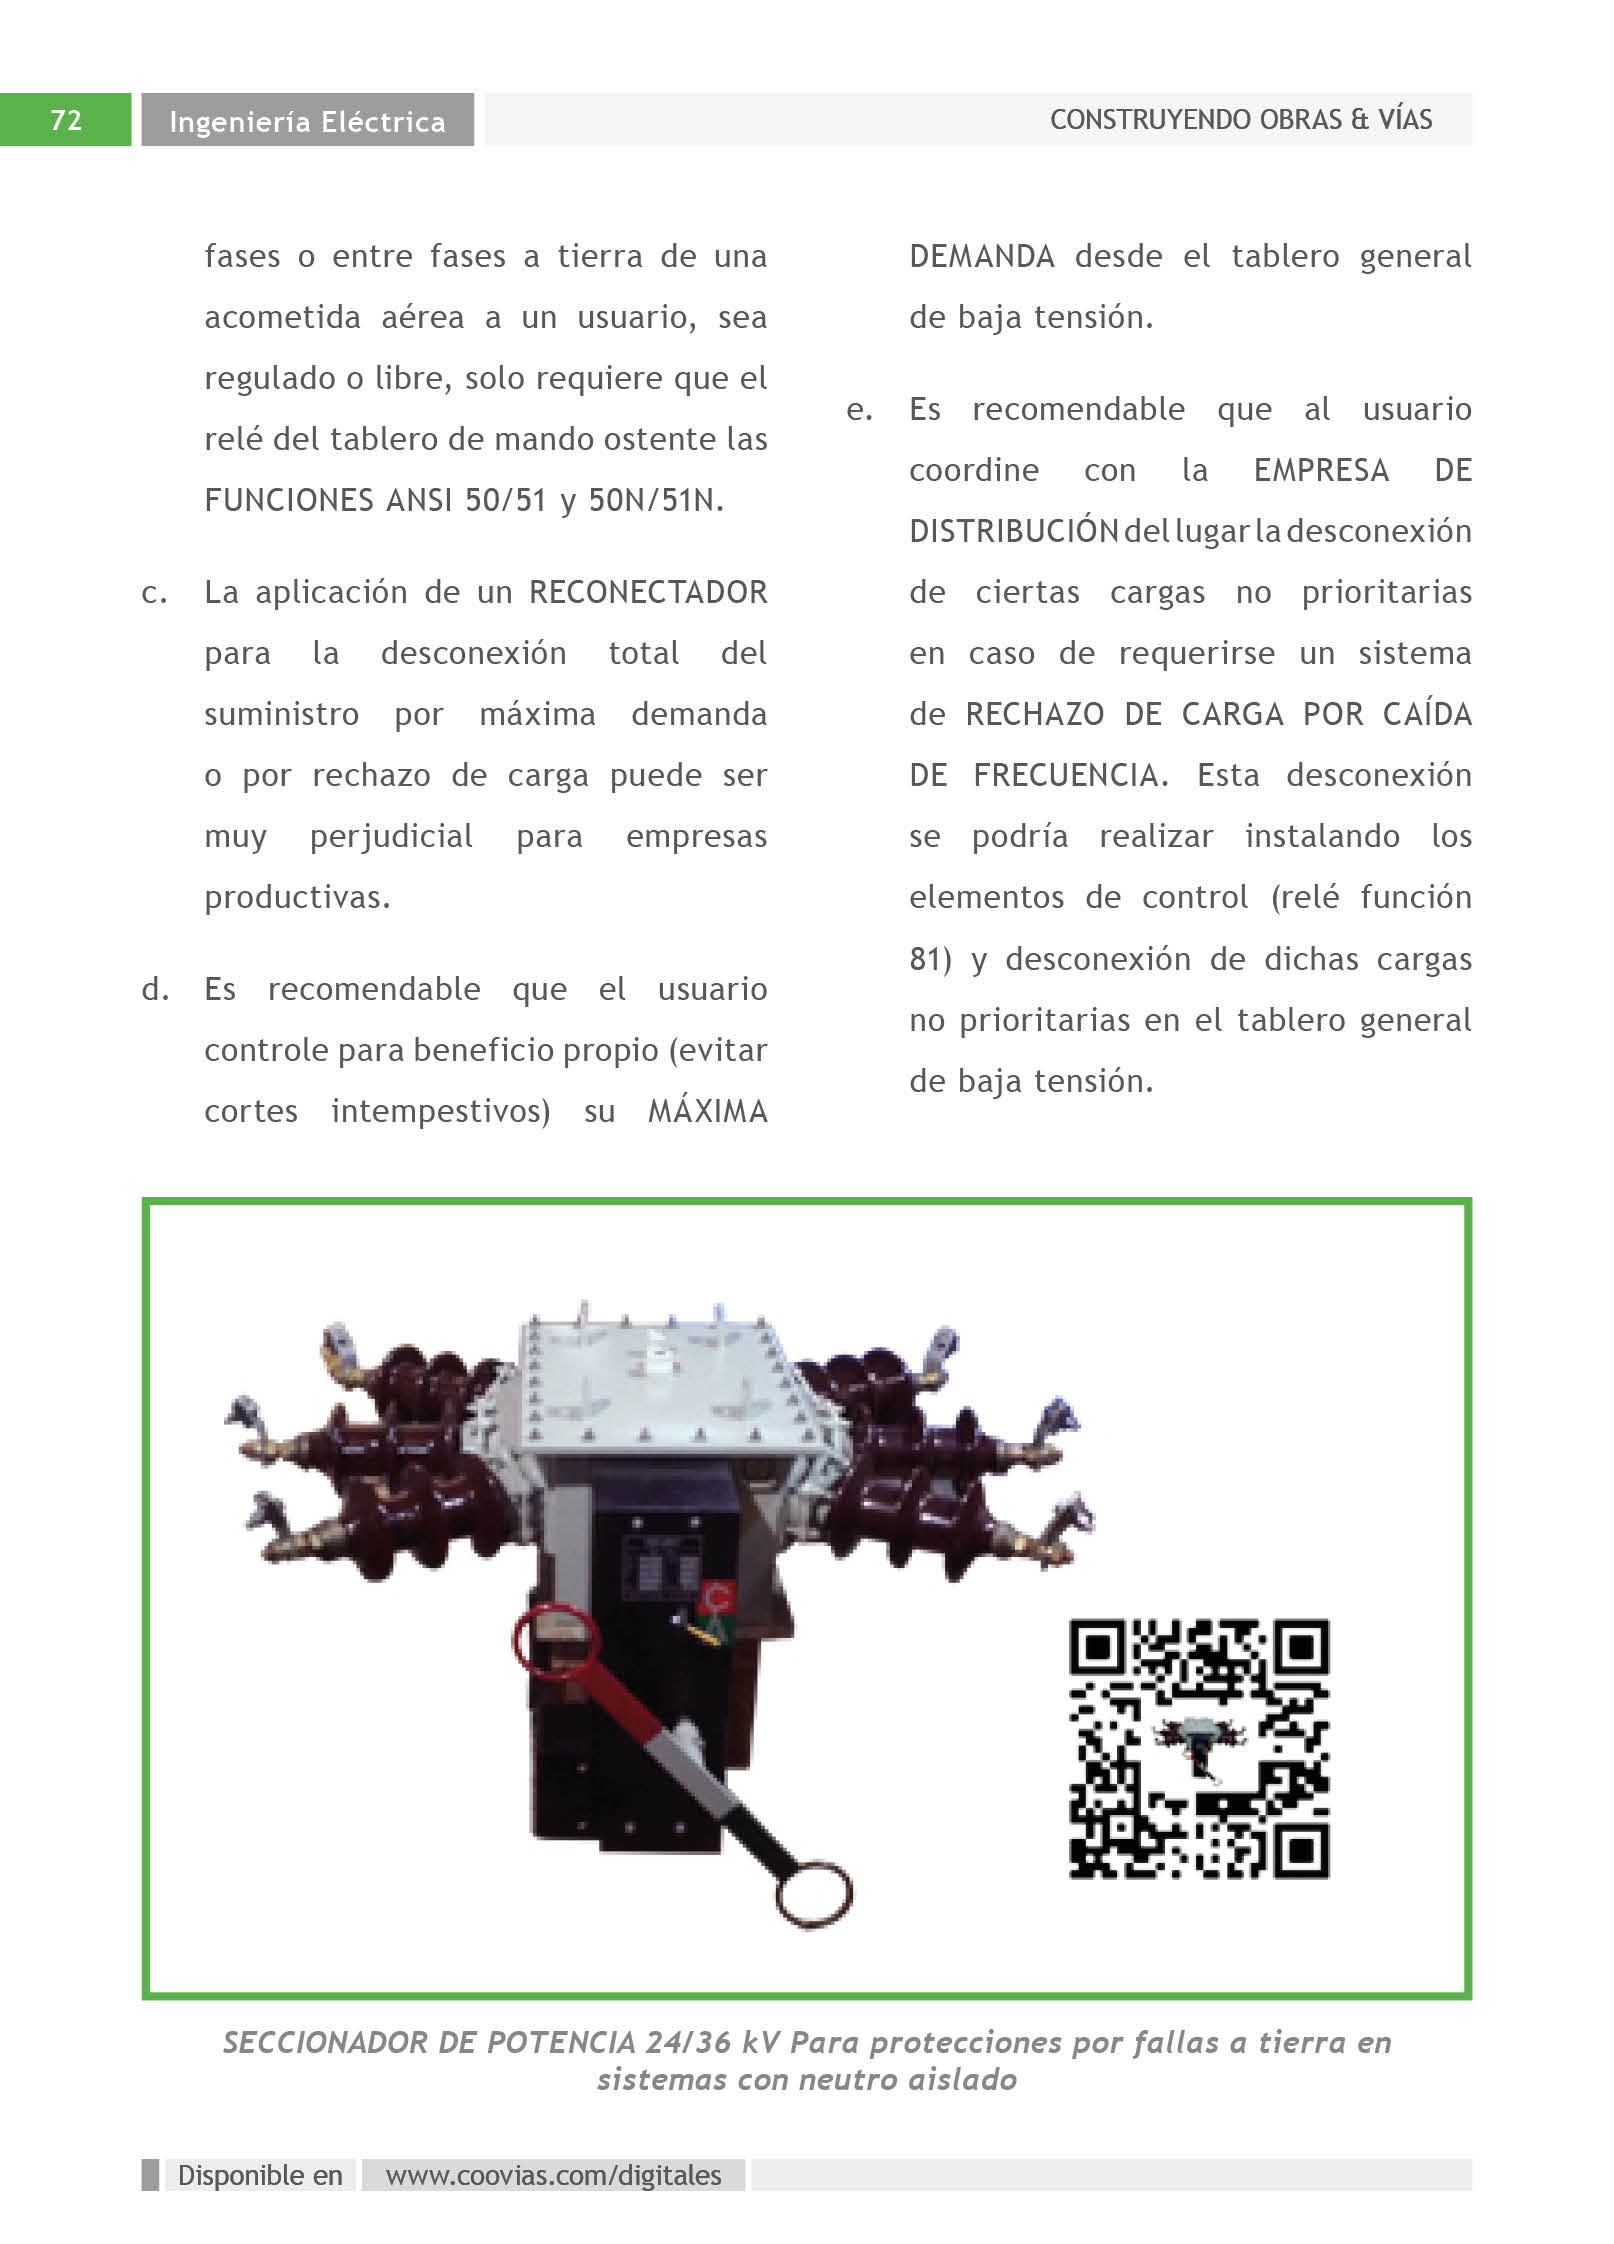 72
Ingeniería Eléctrica
CONSTRUYENDO OBRAS & VÍAS
fases o entre fases a tierra de una
acometida aérea a un usuario, sea
regulado o libre, solo requiere que el
relé del tablero de mando ostente las
FUNCIONES ANSI 50/51 y 50N/51N.
c. La aplicación de un RECONECTADOR
para la desconexión total del
suministro por máxima demanda
o por rechazo de carga puede ser
muy perjudicial para empresas
productivas.
d. Es recomendable que el usuario
controle para beneficio propio (evitar
cortes intempestivos) su MÁXIMA
DEMANDA desde el tablero general
de baja tensión.
e. Es recomendable que al usuario
coordine con la EMPRESA DE
DISTRIBUCIÓN del lugar la desconexión
de ciertas cargas no prioritarias
en caso de requerirse un sistema
de RECHAZO DE CARGA POR CAÍDA
DE FRECUENCIA. Esta desconexión
se podría realizar instalando los
elementos de control (relé función
81) y desconexión de dichas cargas
no prioritarias en el tablero general
de baja tensión.
C
A
SECCIONADOR DE POTENCIA 24/36 kV Para protecciones por fallas a tierra en
sistemas con neutro aislado
Disponible en www.coovias.com/digitales